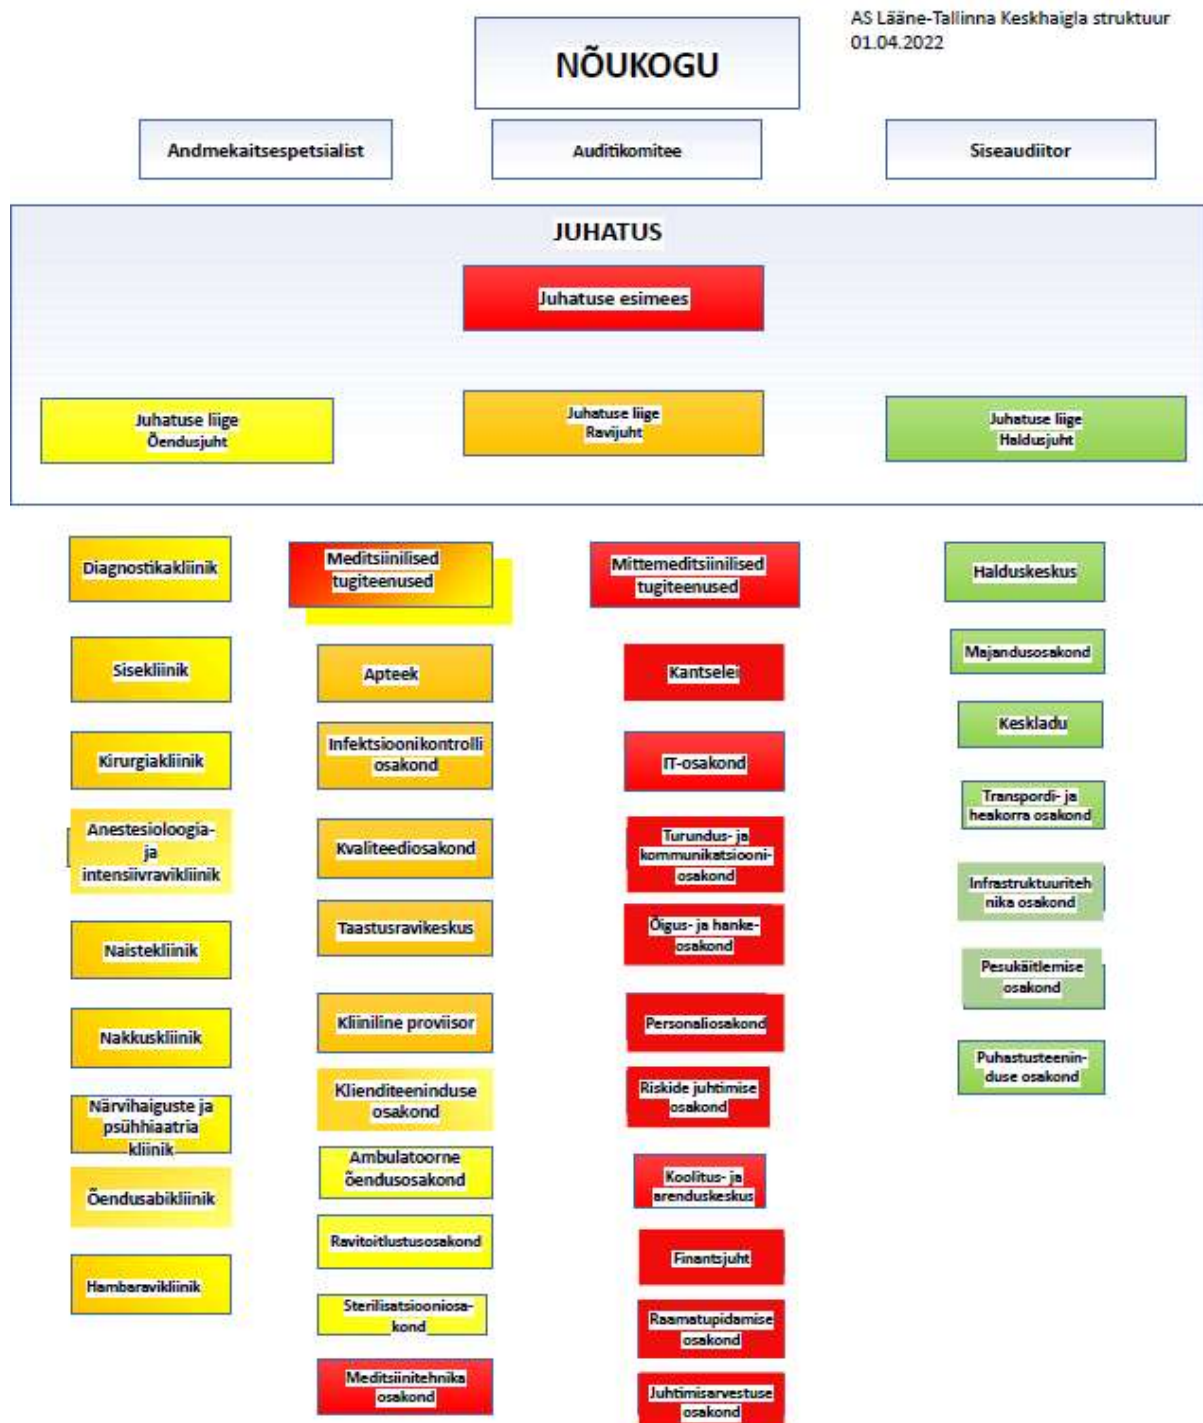 AS Lääne-Tallinna Keskhaigla struktuur
01.04.2022
NÕUKOGU
Andmekaitsespetsialist
Auditikomitee
Siseaudiitor
JUHATUS
Juhatuse esimees
Juhatuse liige
Õendusjuht
Juhatuse liige
Ravijuht
Juhatuse liige
Haldusjuht
Diagnostikakliinik
Sisekliinik
Kirurgiakliinik
Anestesioloogia-
ja
intensiivravikliinik
Naistekliinik
Nakkuskliinik
Närvihaiguste ja
psühhiaatria
kliinik
Õendusabikliinik
Hambaravikliinik
Meditsiinilised
tugiteenused
Apteek
Infektsioonikontrolli
osakond
Kvaliteediosakond
Taastusravikeskus
Kliiniline proviisor
Klienditeeninduse
osakond
Ambulatoorne
õendusosakond
Ravitoitlustusosakond
Sterilisatsiooniosa-
kond
Meditsiinitehnika
osakond
Mittemeditsiinilised
tugiteenused
Kantselei
IT-osakond
Turundus- ja
kommunikatsiooni-
osakond
Õigus- ja hanke-
osakond
Personaliosakond
Riskide juhtimise
osakond
Koolitus- ja
arenduskeskus
Finantsjuht
Raamatupidamise
osakond
Juhtimisarvestuse
osakond
Halduskeskus
Majandusosakond
Keskladu
Transpordi- ja
heakorra osakond
Infrastruktuuriteh
nika osakond
Pesukäitlemise
osakond
Puhastusteenin-
duse osakond